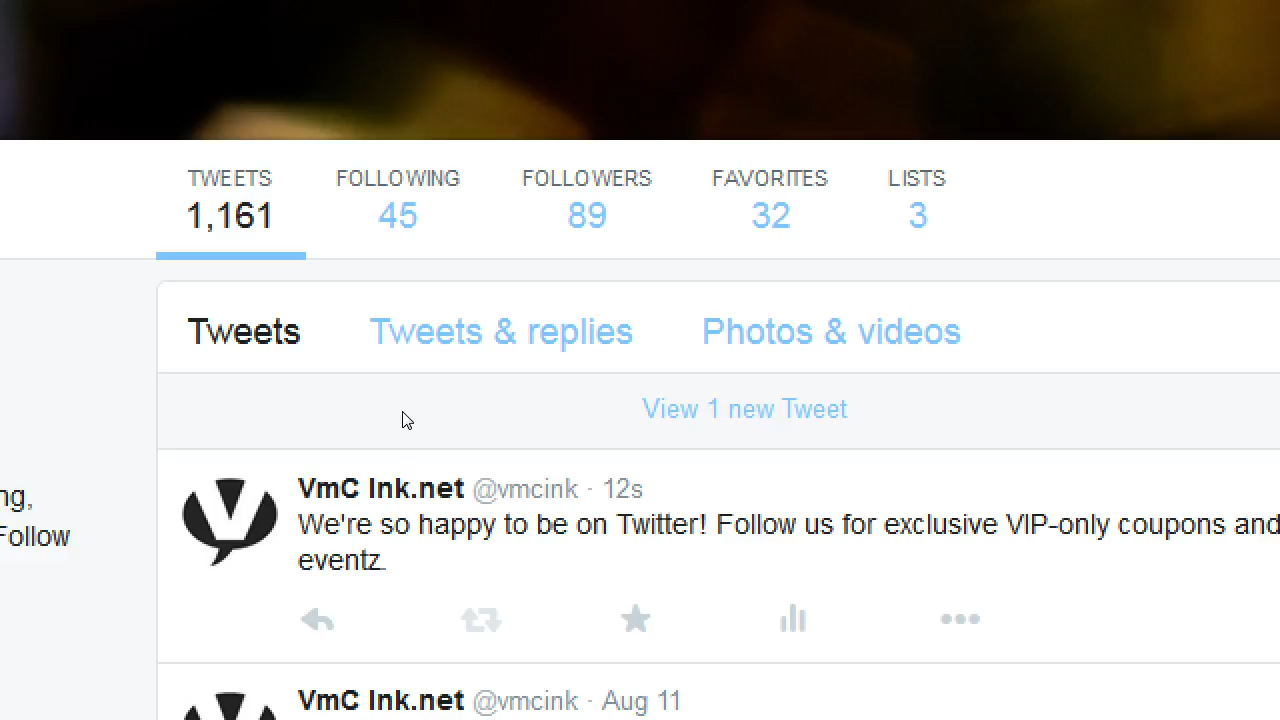 TWEETS FOLLOWING FOLLOWERS FAVORITES LISTS
1,161 45 89 32 3
Tweets Tweets & replies Photos & videos
View 1 new Tweet
VmC Ink.net @vmcink · 12s
ng,
We're so happy to be on Twitter! Follow us for exclusive VIP-only coupons and
Follow
eventz.
VmC Ink.net @vmcink · Aug 11